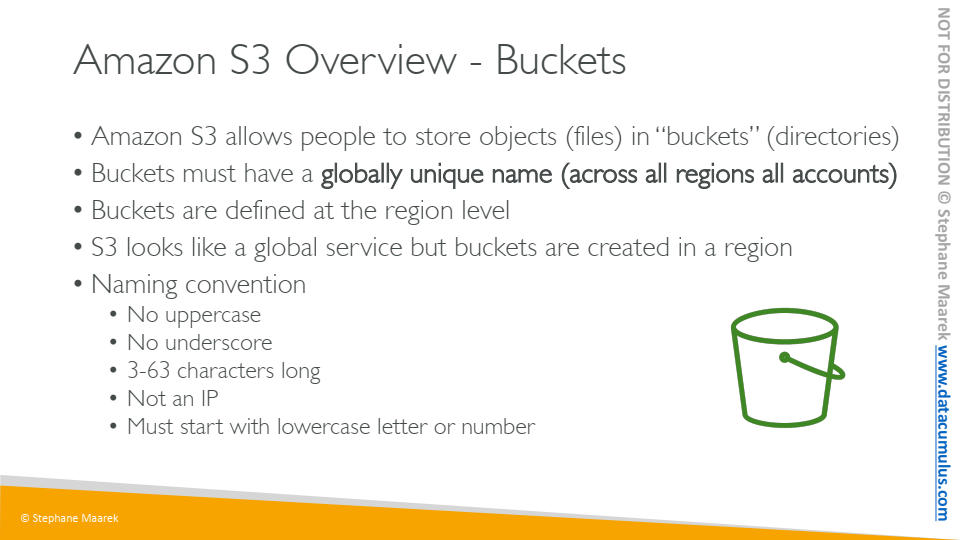 Amazon S3 Overview - Buckets
• Amazon S3 allows people to store objects (files) in “buckets” (directories)
• Buckets must have a globally unique name (across all regions all accounts)
• Buckets are defined at the region level
• S3 looks like a global service but buckets are created in a region
• Naming convention
• No uppercase
• No underscore
• 3-63 characters long
• Not an IP
• Must start with lowercase letter or number
© Stephane Maarek
NOT FOR DISTRIBUTION © Stephane Maarek www.datacumulus.com